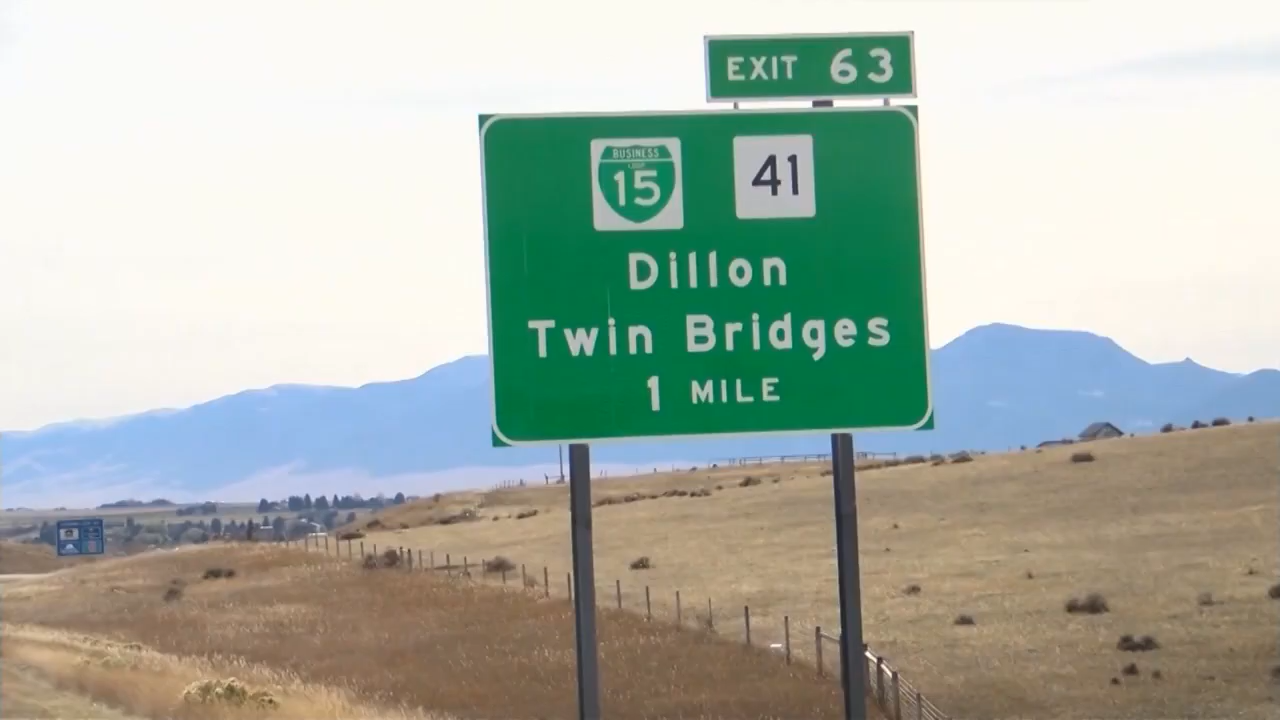 EXIT 63
BUSINESS
LOOP
15
41
Dillon
Twin Bridges
1 MILE